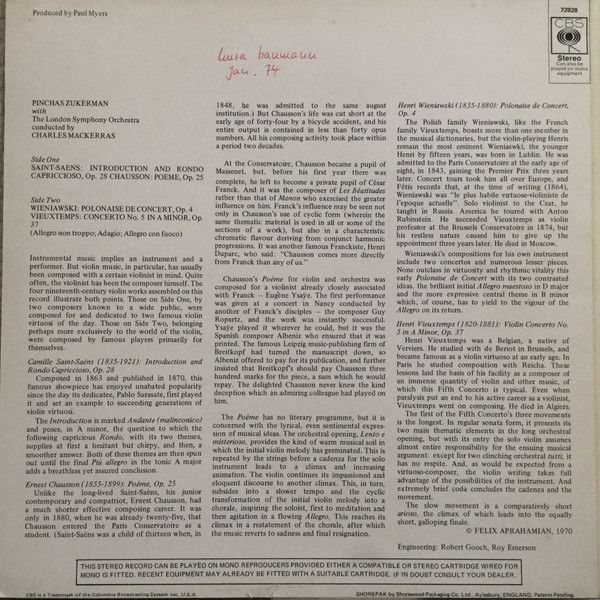 Produced by Paul Myers
72828
CBS
Stereo
Can also be
played on mono
equipment
baumann
jan. 74
PINCHAS ZUKERMAN
with
The London Symphony Orchestra
conducted by
CHARLES MACKERRAS
Side One
SAINT-SAENS: INTRODUCTION AND RONDO
CAPRICCIOSO, Op. 28 CHAUSSON: POEME, Op. 25
Side Two
WIENIAWSKI: POLONAISE DE CONCERT, Op. 4
VIEUXTEMPS: CONCERTO No. 5 IN A MINOR, Op.
37
(Allegro non troppo; Adagio; Allegro con fuoco)
Instrumental music implies an instrument and a
performer. But violin music, in particular, has usually
been composed with a certain violinist in mind. Quite
often, the violinist has been the composer himself. The
four nineteenth-century violin works assembled on this
record illustrate both points. Those on Side One, by
two composers known to a wide public, were
composed for and dedicated to two famous violin
virtuosi of the day. Those on Side Two, belonging
perhaps more exclusively to the world of the violin,
were composed by famous players primarily for
themselves.
Camille Saint-Saëns (1835-1921): Introduction and
Rondo Capriccioso, Op. 28
Composed in 1863 and published in 1870, this
famous showpiece has enjoyed unabated popularity
since the day its dedicatee, Pablo Sarasate, first played
it and set an example to succeeding generations of
violin virtuosi.
The Introduction is marked Andante (malinconico)
and poses, in A minor, the question to which the
following capricious Rondo, with its two themes,
supplies at first a hesitant but chirpy, and then, a
smoother answer. Both of these themes are then spun
out until the final Più allegro in the tonic A major
adds a breathless yet assured conclusion.
Ernest Chausson (1855-1899): Poème, Op. 25
Unlike the long-lived Saint-Saëns, his junior
contemporary and compatriot, Ernest Chausson, had
a much shorter effective composing career. It was
only in 1880, when he was already twenty-five, that
Chausson entered the Paris Conservatoire as a
student. (Saint-Saëns was a child of thirteen when, in
1848, he was admitted to the same august
institution.) But Chausson's life was cut short at the
early age of forty-four by a bicycle accident, and his
entire output is contained in less than forty opus
numbers. All his composing activity took place within
a period two decades.
At the Conservatoire, Chausson became a pupil of
Massenet, but, before his first year there was
complete, he left to become a private pupil of César
Franck. And it was the composer of Les Béatitudes
rather than that of Manon who exercised the greater
influence on him. Franck's influence may be seen not
only in Chausson's use of cyclic form (wherein the
same thematic material is used in all or some of the
sections of a work), but also in a characteristic
chromatic flavour deriving from conjunct harmonic
progressions. It was another famous Franckiste, Henri
Duparc, who said: "Chausson comes more directly
from Franck than any of us."
Chausson's Poème for violin and orchestra was
composed for a violinist already closely associated
with Franck — Eugène Ysaÿe. The first performance
was given at a concert in Nancy conducted by
another of Franck's disciples – the composer Guy
Ropartz, and the work was instantly successful.
Ysaÿe played it wherever he could, but it was the
Spanish composer Albeniz who ensured that it was
printed. The famous Leipzig music-publishing firm of
Breitkopf had turned the manuscript down, so
Albeniz offered to pay for its publication, and further
insisted that Breitkopf's should pay Chausson three
hundred marks for the piece, a sum which he would
repay. The delighted Chausson never knew the kind
deception which an admiring colleague had played on
him.
The Poème has no literary programme, but it is
concerned with the lyrical, even sentimental expres-
sion of musical ideas. The orchestral opening, Lento e
misterioso, provides the kind of warm musical soil in
which the initial violin melody has germinated. This is
repeated by the strings before a cadenza for the solo
instrument leads to a climax and increasing
animation. The violin continues its impassioned and
eloquent discourse to another climax. This, in turn,
subsides into a slower tempo and the cyclic
transformation of the initial violin melody into a
chorale, inspiring the soloist, first to meditation and
then agitation in a flowing Allegro. This reaches its
climax in a restatement of the chorale, after which
the music reverts to sadness and final resignation.
Henri Wieniawski (1835-1880): Polonaise de Concert,
Op. 4
The Polish family Wieniawski, like the French
family Vieuxtemps, boasts more than one member in
the musical dictionaries, but the violin-playing Henri
remains the most eminent. Wieniawski, the younger
Henri by fifteen years, was born in Lublin. He was
admitted to the Paris Conservatoire at the early age of
eight, in 1843, gaining the Premier Prix three years
later. Concert tours took him all over Europe, and
Fétis records that, at the time of writing (1864),
Wieniawski was "le plus habile virtuose-violiniste de
l'epoque actuelle". Solo violinist to the Czar, he
taught in Russia. America he toured with Anton
Rubinstein. He succeeded Vieuxtemps as violin
professor at the Brussels Conservatoire in 1874, but
his restless nature caused him to give up the
appointment three years later. He died in Moscow.
Wieniawski's compositions for his own instrument
include two concertos and numerous lesser pieces.
None outclass in virtuosity and rhythmic vitality this
early Polonaise de Concert with its two contrasted
ideas, the brilliant initial Allegro maestoso in D major
and the more expressive central theme in B minor
which, of course, has to yield to the vigour of the
Allegro on its return.
Henri Vieuxtemps (1820-1881): Violin Concerto No.
5 in A Minor, Op. 37
Henri Vieuxtemps was a Belgian, a native of
Verviers. He studied with de Beriot in Brussels, and
became famous as a violin virtuoso at an early age. In
Paris he studied composition with Reicha. These
lessons laid the basis of his facility as a composer of
an immense quantity of violin and other music, of
which this Fifth Concerto is typical. Even when
paralysis put an end to his active career as a violinist,
Vieuxtemps went on composing. He died in Algiers.
The first of the Fifth Concerto's three movements
is the longest. In regular sonata form, it presents its
two main thematic elements in the long orchestral
opening, but with its entry the solo violin assumes
almost entire responsibility for the ensuing musical
argument: except for two clinching orchestral tutti, it
has no respite. And, as would be expected from a
virtuoso-composer, the violin writing takes full
advantage of the possibilities of the instrument. And
extremely brief coda concludes the cadenza and the
movement.
The slow movement is a comparatively short
arioso, the climax of which leads into the equally
short, galloping finale.
© FELIX APRAHAMIAN, 1970
Engineering: Robert Gooch, Roy Emerson
THIS STEREO RECORD CAN BE PLAYED ON MONO REPRODUCERS PROVIDED EITHER A COMPATIBLE OR STEREO CARTRIDGE WIRED FOR
MONO IS FITTED. RECENT EQUIPMENT MAY ALREADY BE FITTED WITH A SUITABLE CARTRIDGE. IF IN DOUBT CONSULT YOUR DEALER.
CBS is a Trademark of the Columbia Broadcasting System Inc. U.S.A.
SHOREPAK by Shorewood Packaging Co. Ltd., Aylesbury, ENGLAND. Patents Pending.